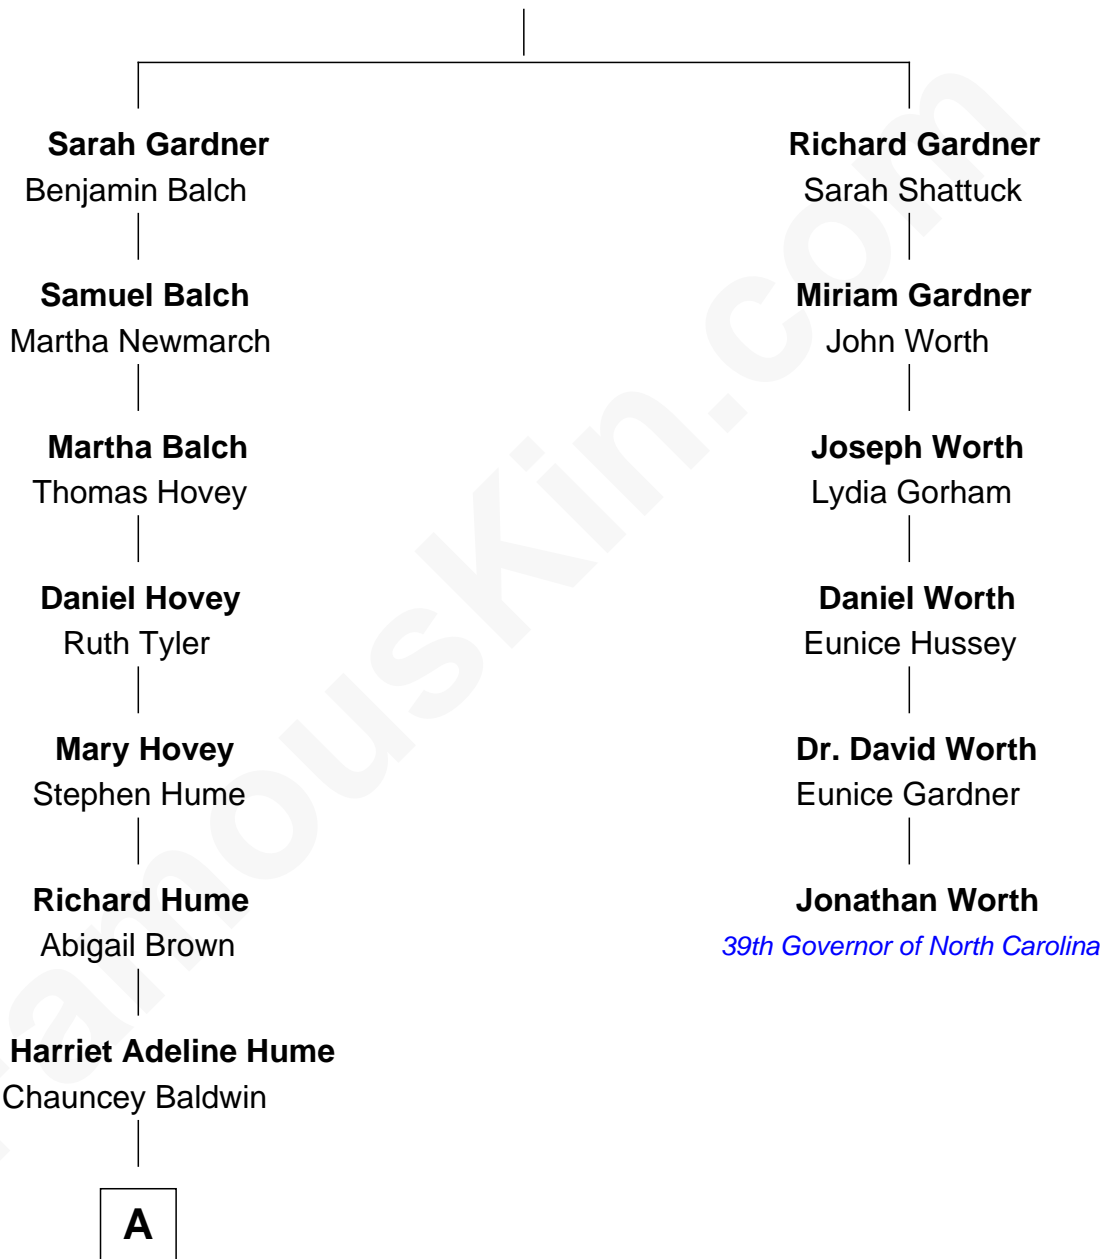 Sarah Gardner
Benjamin Balch
Samuel Balch
Martha Newmarch
Martha Balch
Thomas Hovey
Daniel Hovey
Ruth Tyler
Mary Hovey
Stephen Hume
Richard Hume
Abigail Brown
Harriet Adeline Hume
Chauncey Baldwin
A
Richard Gardner
Sarah Shattuck
Miriam Gardner
John Worth
Joseph Worth
Lydia Gorham
Daniel Worth
Eunice Hussey
Dr. David Worth
Eunice Gardner
Jonathan Worth
39th Governor of North Carolina
FamousKin.com